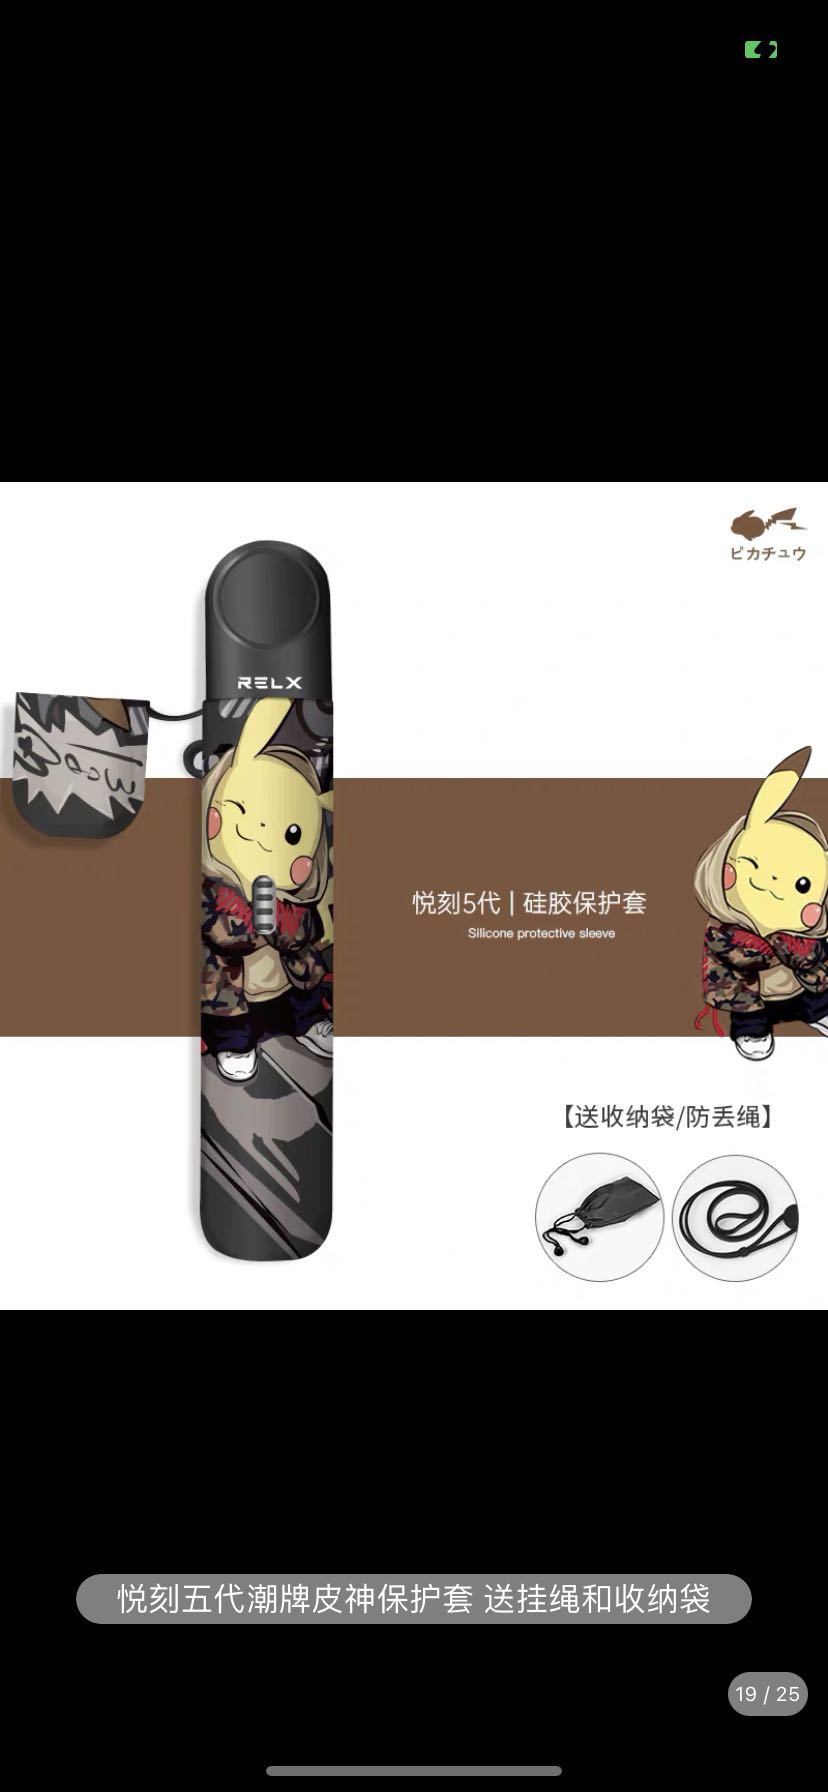 ピカチュウ
RELX
悦刻5代 | 硅胶保护套
Silicone protective sleeve
【送收纳袋/防丢绳】
悦刻五代潮牌皮神保护套 送挂绳和收纳袋
19 / 25